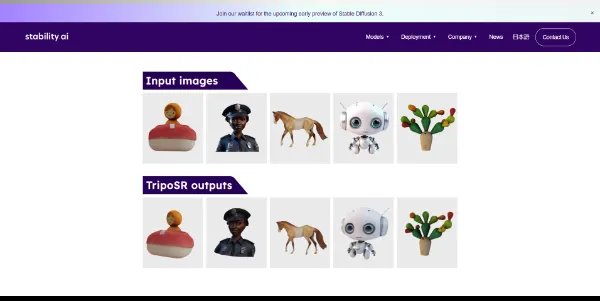 Join our waitlist for the upcoming early preview of Stable Diffusion 3.
×
stability ai
Models
Deployment
Company
News
日本語
Contact Us
Input images
TripoSR outputs